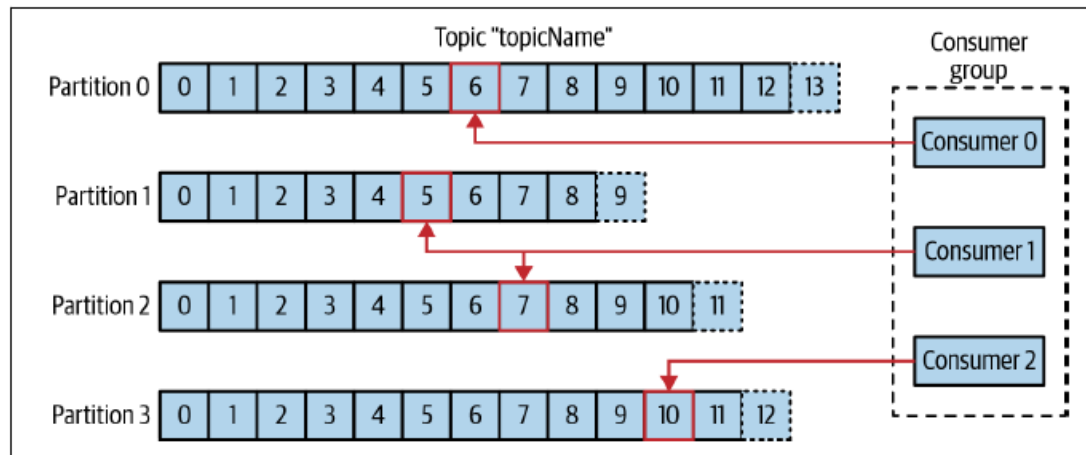 Topic "topicName"
Consumer group
Partition 0 0 1 2 3 4 5 6 7 8 9 10 11 12 13
Consumer 0
Partition 1 0 1 2 3 4 5 6 7 8 9
Consumer 1
Partition 2 0 1 2 3 4 5 6 7 8 9 10 11
Consumer 2
Partition 3 0 1 2 3 4 5 6 7 8 9 10 11 12